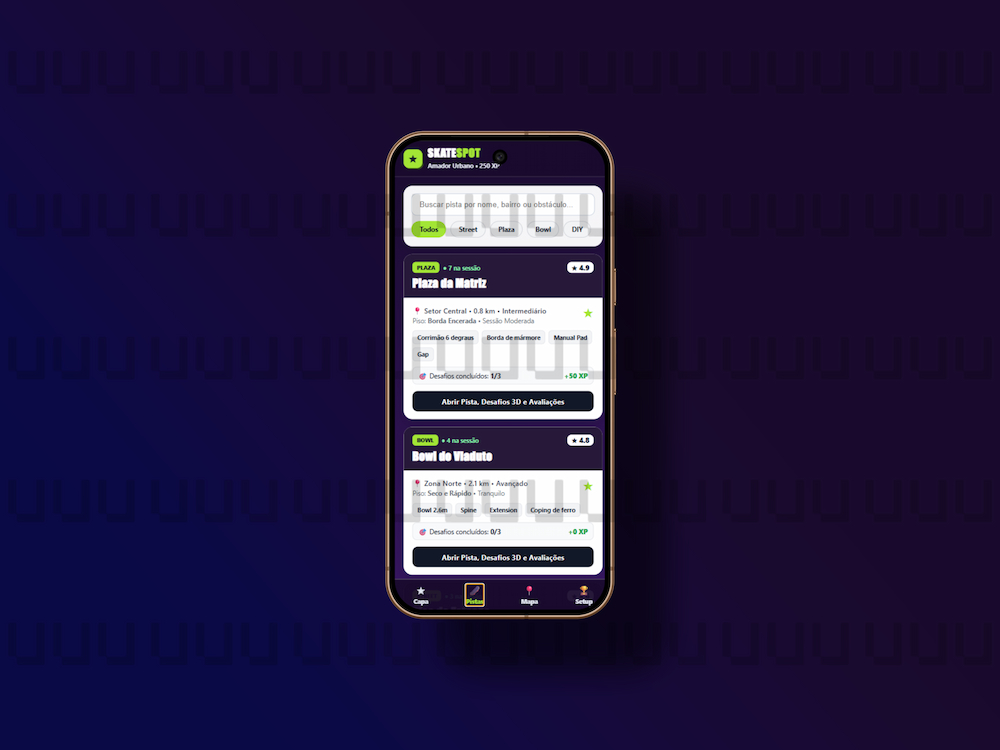 SKATESPOT
Amador Urbano • 250 XP
Buscar pista por nome, bairro ou obstáculo...
Todos Street Plaza Bowl DIY
PLAZA • 7 na sessão ★ 4.9
Plaza da Matriz
Setor Central • 0.8 km • Intermediário
Piso: Borda Encerada • Sessão Moderada
Corrimão 6 degraus Borda de mármore Manual Pad
Gap
Desafios concluídos: 1/3 +50 XP
Abrir Pista, Desafios 3D e Avaliações
BOWL • 4 na sessão ★ 4.8
Bowl do Viaduto
Zona Norte • 2.1 km • Avançado
Piso: Seco e Rápido • Tranquilo
Bowl 2.6m Spine Extension Coping de ferro
Desafios concluídos: 0/3 +0 XP
Abrir Pista, Desafios 3D e Avaliações
Capa Pistas Mapa Setup